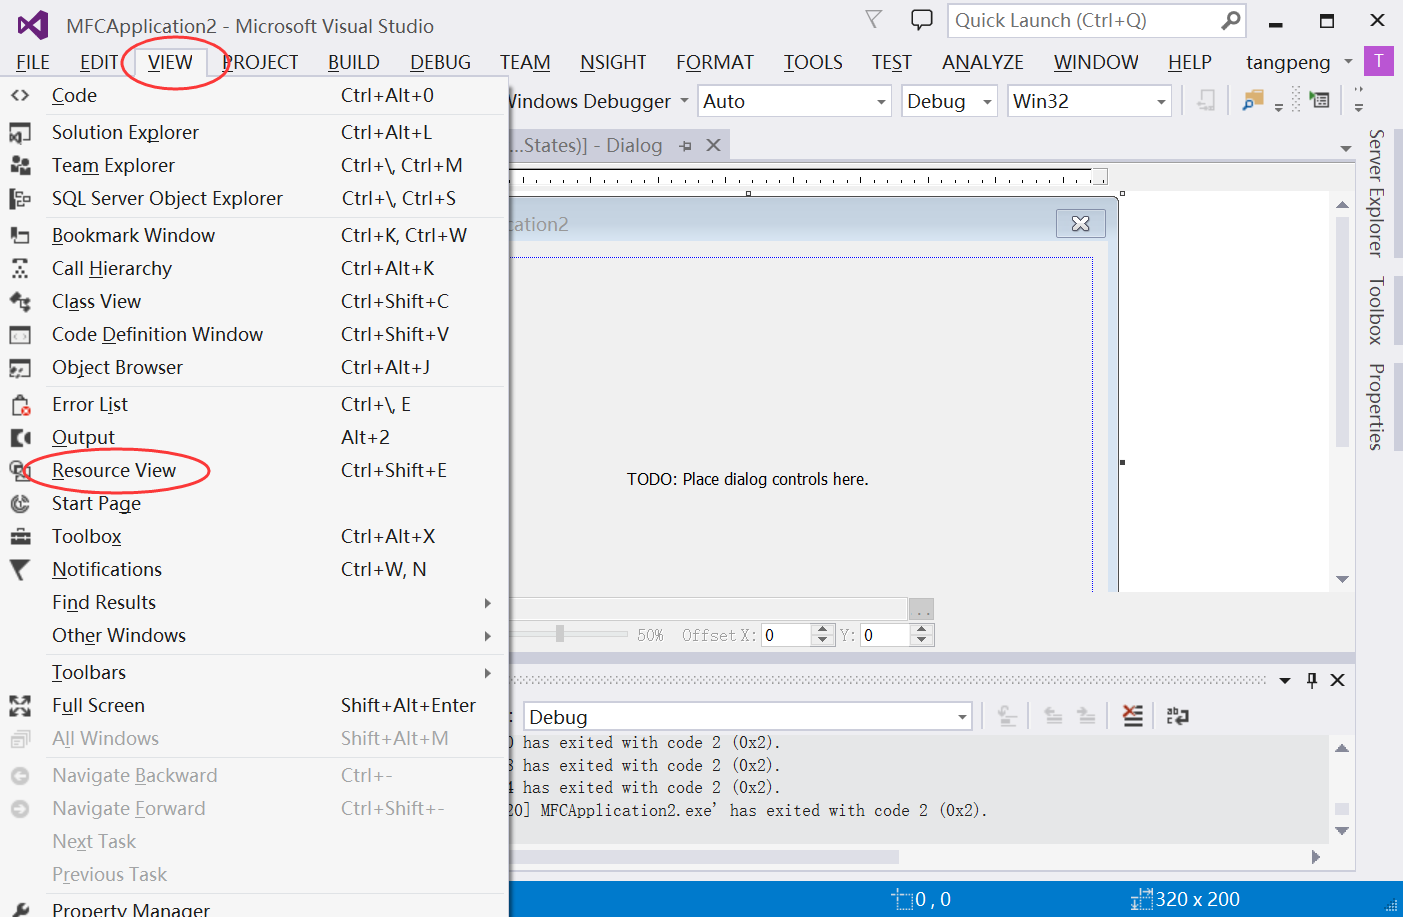 MFCApplication2 - Microsoft Visual Studio
Quick Launch (Ctrl+Q)
FILE EDIT VIEW PROJECT BUILD DEBUG TEAM NSIGHT FORMAT TOOLS TEST ANALYZE WINDOW HELP tangpeng T
Windows Debugger Auto Debug Win32
Code Ctrl+Alt+0
Solution Explorer Ctrl+Alt+L
Team Explorer Ctrl+\, Ctrl+M
SQL Server Object Explorer Ctrl+\, Ctrl+S
Bookmark Window Ctrl+K, Ctrl+W
Call Hierarchy Ctrl+Alt+K
Class View Ctrl+Shift+C
Code Definition Window Ctrl+Shift+V
Object Browser Ctrl+Alt+J
Error List Ctrl+\, E
Output Alt+2
Resource View Ctrl+Shift+E
Start Page
Toolbox Ctrl+Alt+X
Notifications Ctrl+W, N
Find Results
Other Windows
Toolbars
Full Screen Shift+Alt+Enter
All Windows Shift+Alt+M
Navigate Backward Ctrl+-
Navigate Forward Ctrl+Shift+-
Next Task
Previous Task
Property Manager
...States)] - Dialog
ication2
TODO: Place dialog controls here.
50% Offset X: 0 Y: 0
: Debug
0 has exited with code 2 (0x2).
3 has exited with code 2 (0x2).
4 has exited with code 2 (0x2).
20] MFCApplication2.exe' has exited with code 2 (0x2).
0 , 0 320 x 200
Server Explorer
Toolbox
Properties